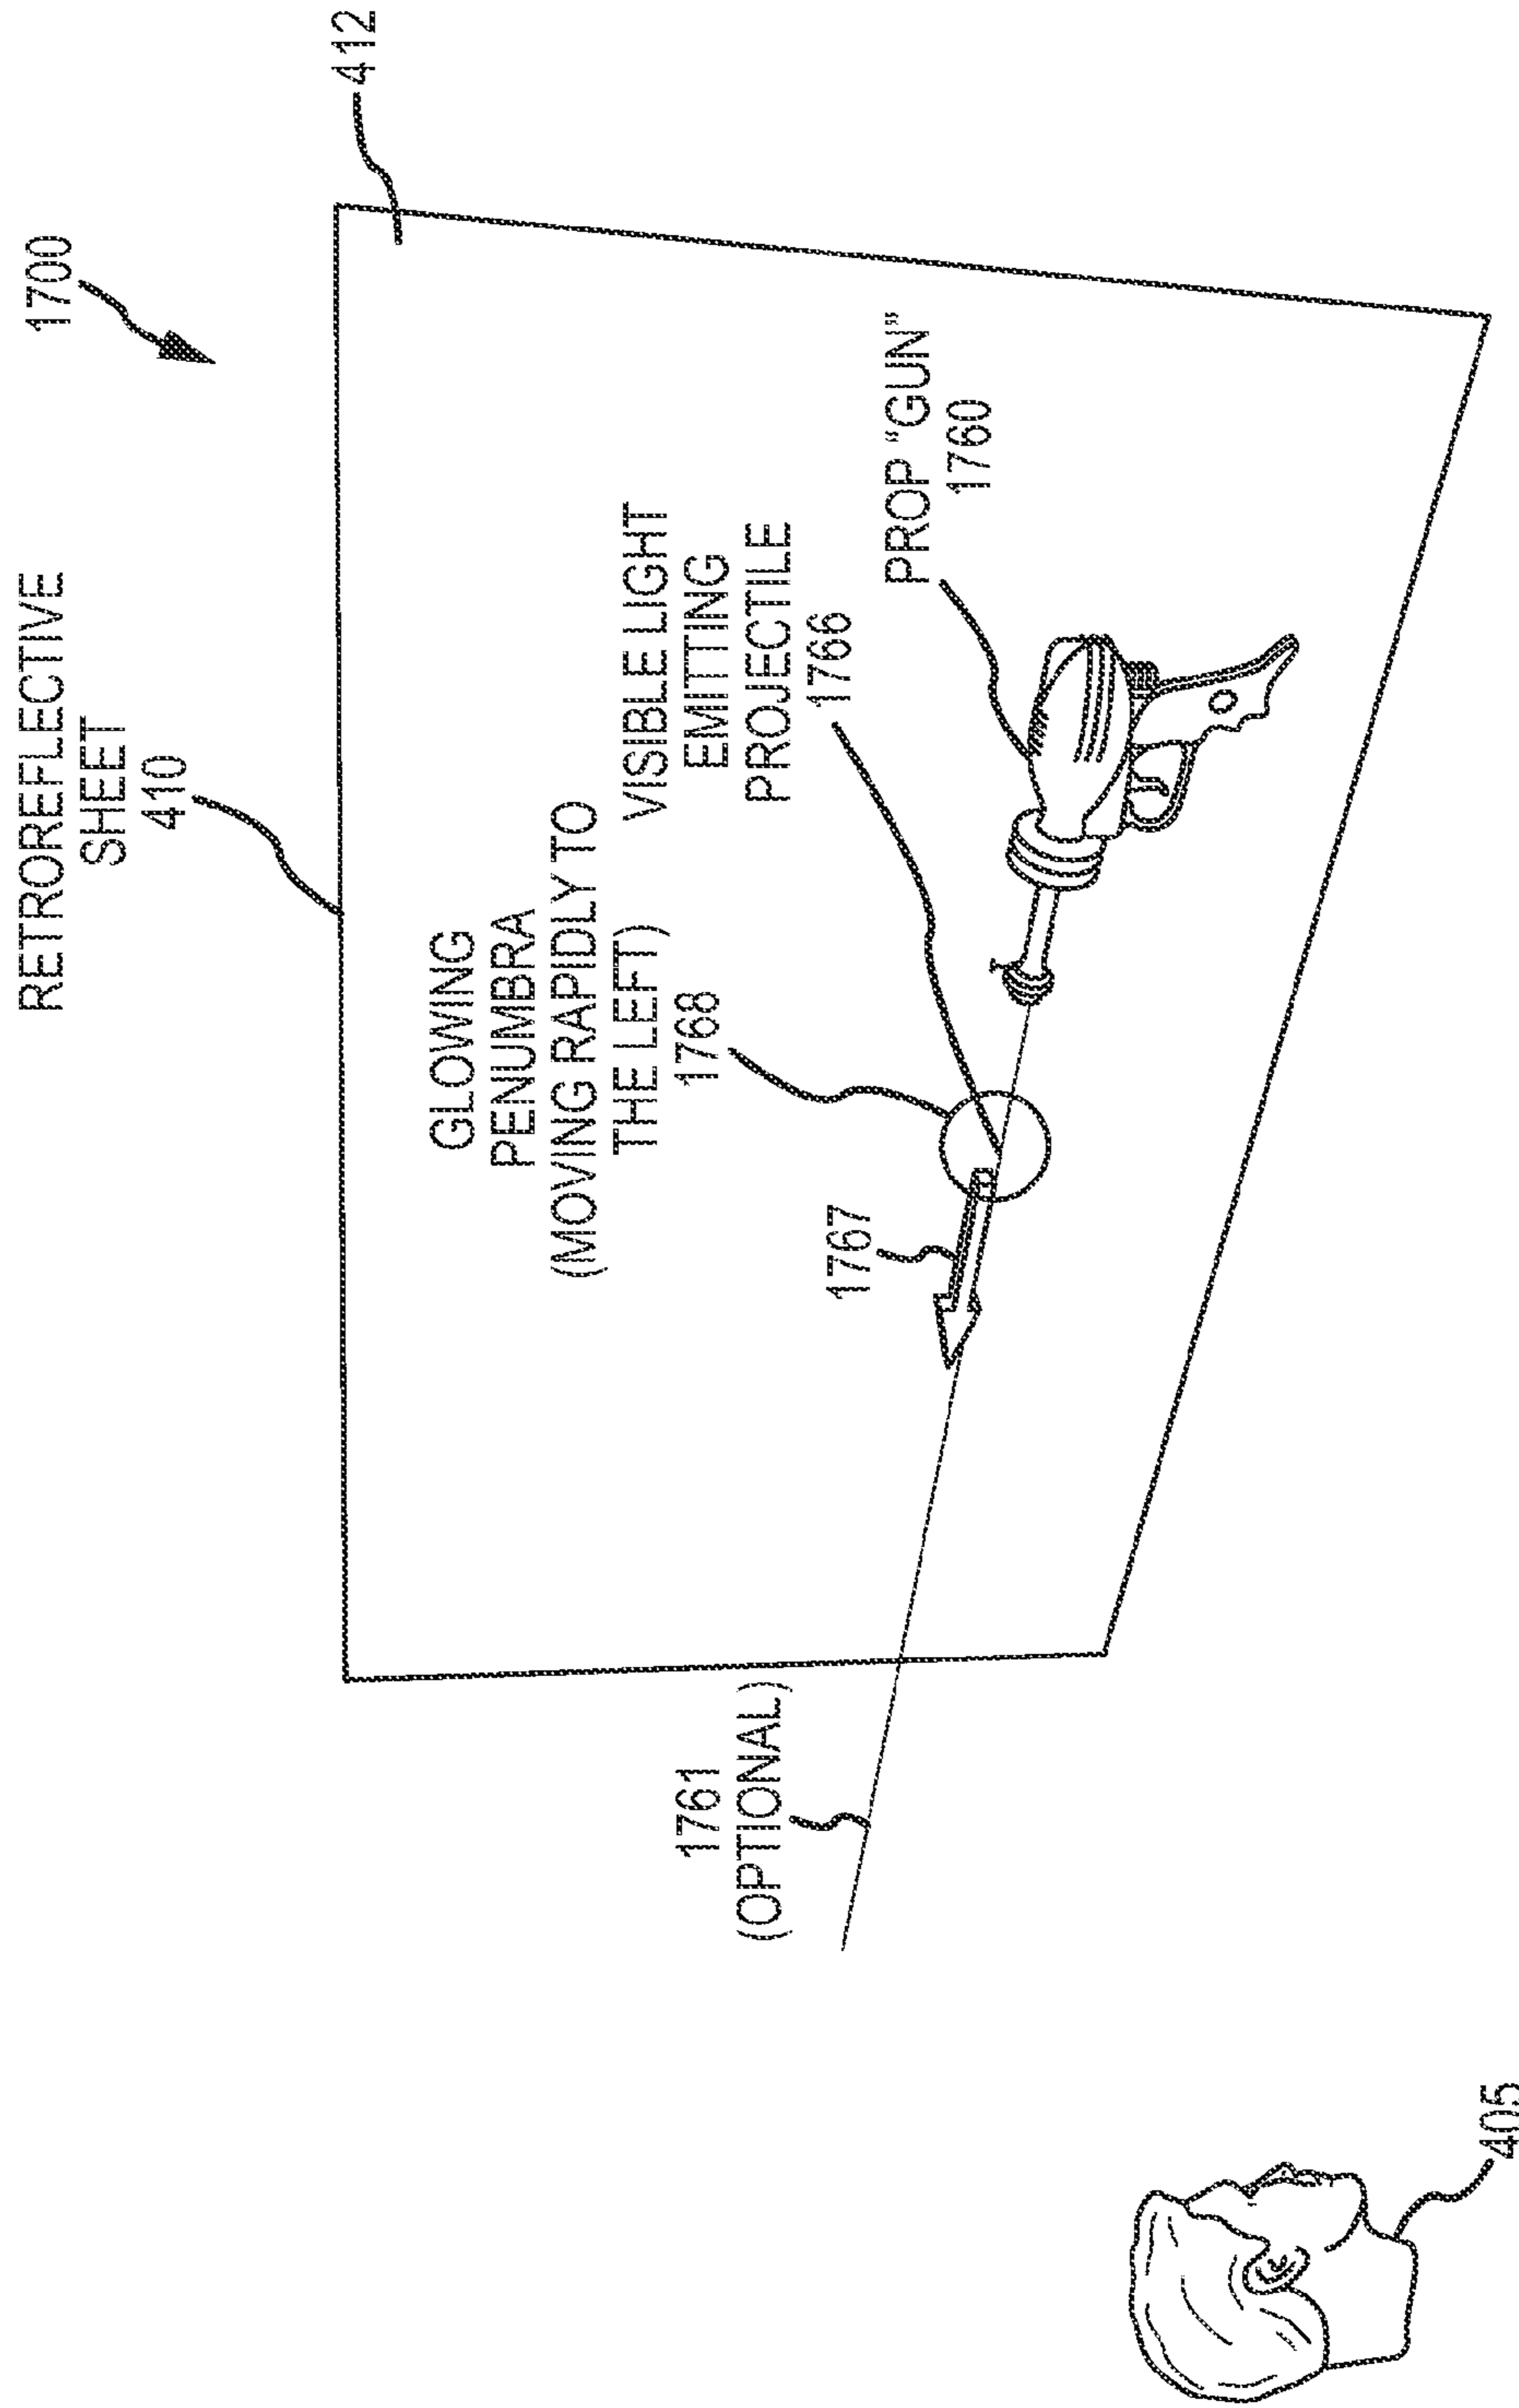 RETROREFLECTIVE
SHEET
410
1700
412
GLOWING
PENUMBRA
(MOVING RAPIDLY TO
THE LEFT)
1768
VISIBLE LIGHT
EMITTING
PROJECTILE
1766
PROP “GUN”
1760
1761
(OPTIONAL)
1767
405